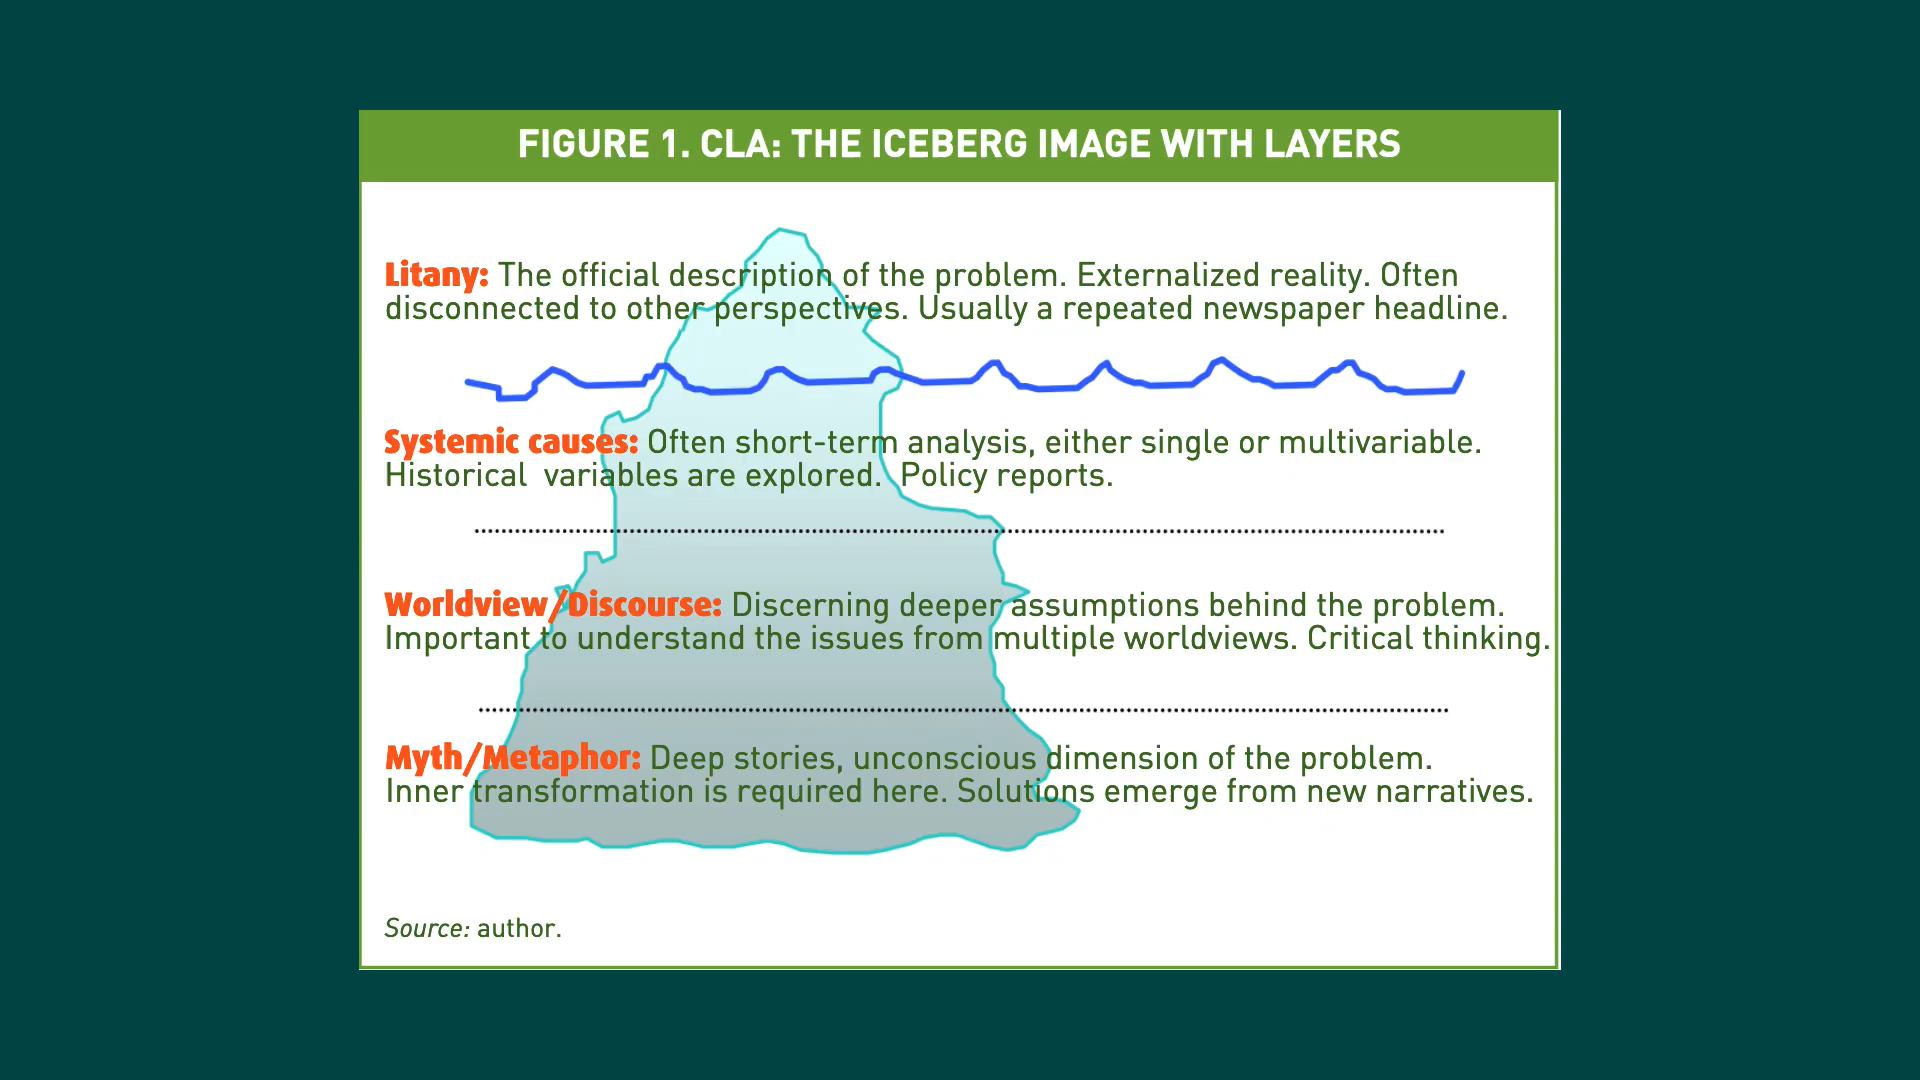 FIGURE 1. CLA: THE ICEBERG IMAGE WITH LAYERS
Litany: The official description of the problem. Externalized reality. Often
disconnected to other perspectives. Usually a repeated newspaper headline.
Systemic causes: Often short-term analysis, either single or multivariable.
Historical  variables are explored.  Policy reports.
Worldview/Discourse: Discerning deeper assumptions behind the problem.
Important to understand the issues from multiple worldviews. Critical thinking.
Myth/Metaphor: Deep stories, unconscious dimension of the problem.
Inner transformation is required here. Solutions emerge from new narratives.
Source: author.